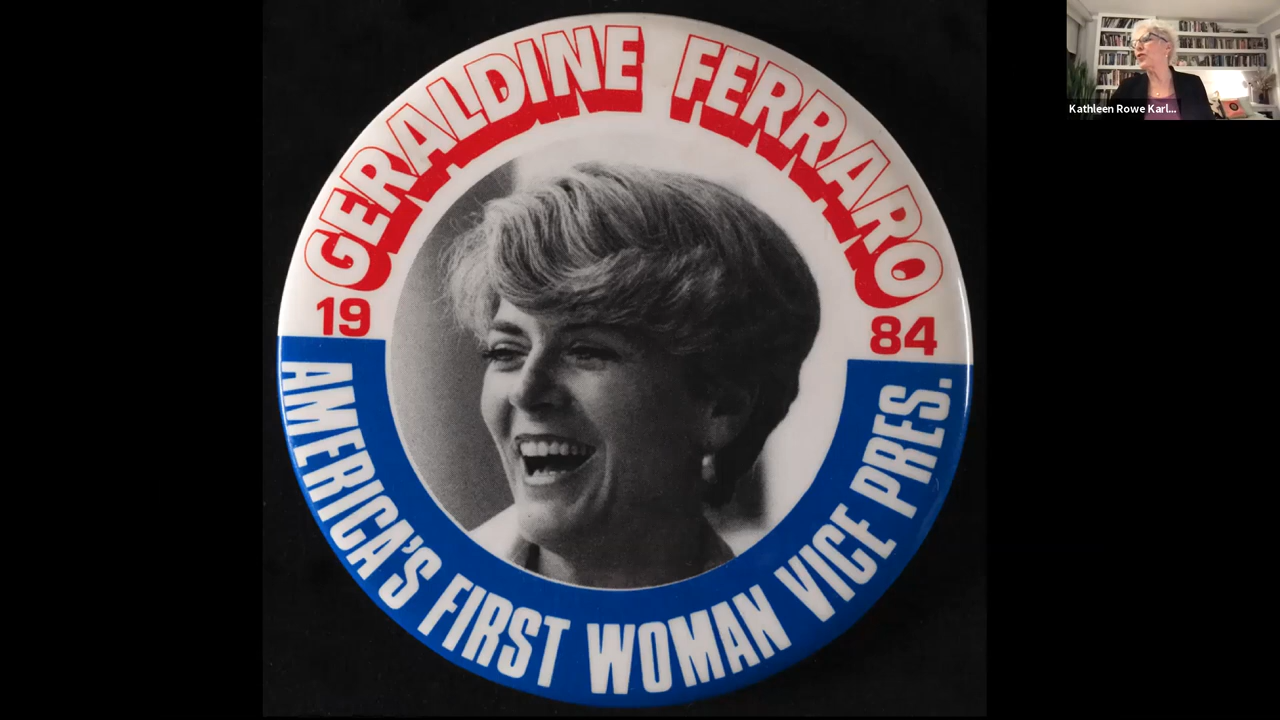 GERALDINE FERRARO
19 84
AMERICA'S FIRST WOMAN VICE PRES.
Kathleen Rowe Karl...